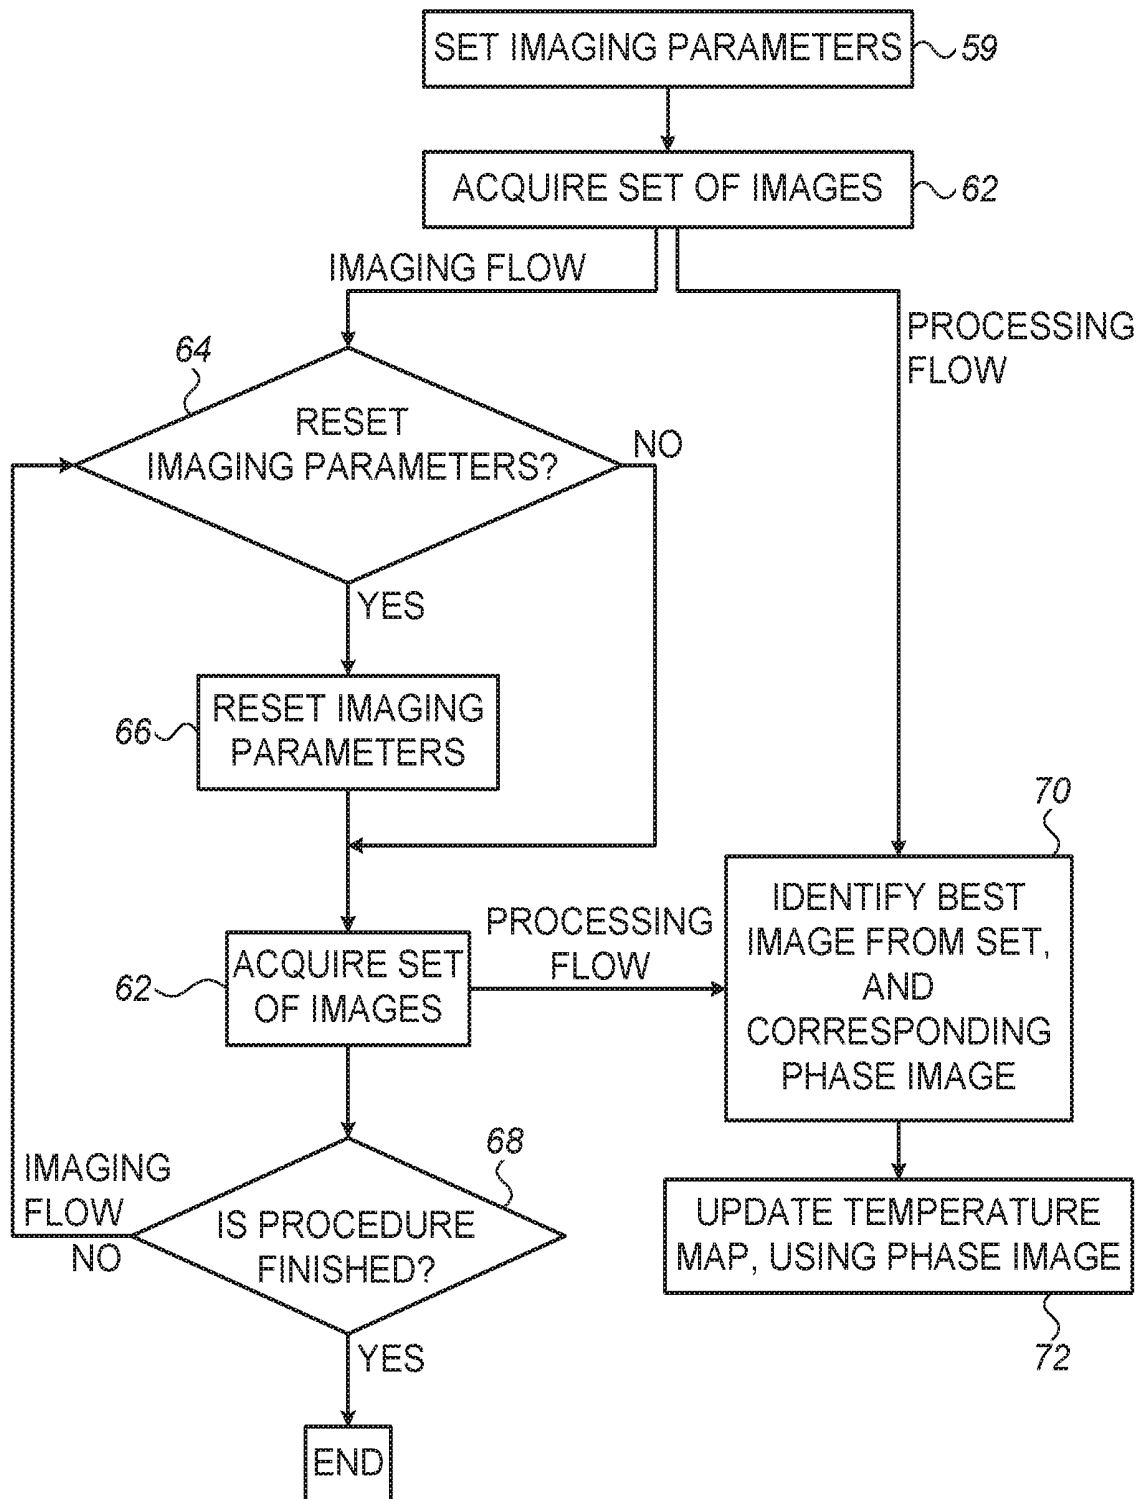 SET IMAGING PARAMETERS
59
ACQUIRE SET OF IMAGES
62
IMAGING FLOW
PROCESSING
FLOW
64
RESET
IMAGING PARAMETERS?
NO
YES
RESET IMAGING
PARAMETERS
66
70
IDENTIFY BEST
IMAGE FROM SET,
AND
CORRESPONDING
PHASE IMAGE
PROCESSING
FLOW
ACQUIRE SET
OF IMAGES
62
68
IMAGING
FLOW
NO
IS PROCEDURE
FINISHED?
UPDATE TEMPERATURE
MAP, USING PHASE IMAGE
72
YES
END